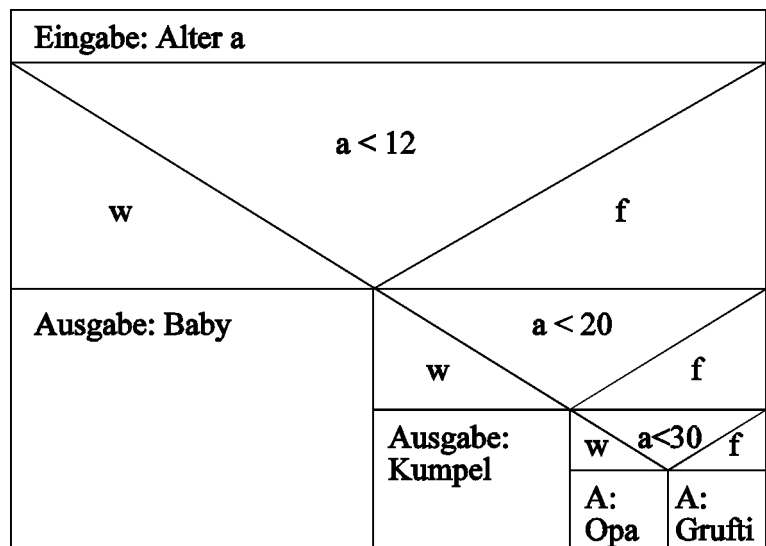 Eingabe: Alter a
a < 12
w
f
Ausgabe: Baby
a < 20
w
f
Ausgabe:
Kumpel
w
a<30
f
A:
Opa
A:
Grufti